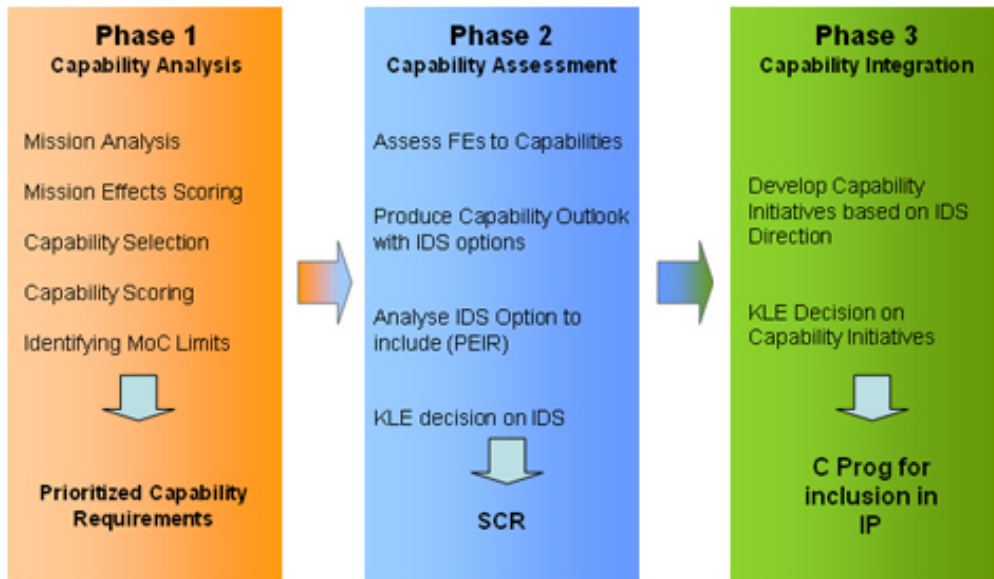 Phase 1
Capability Analysis
Mission Analysis
Mission Effects Scoring
Capability Selection
Capability Scoring
Identifying MoC Limits
Prioritized Capability
Requirements
Phase 2
Capability Assessment
Assess FEs to Capabilities
Produce Capability Outlook
with IDS options
Analyse IDS Option to
include (PEIR)
KLE decision on IDS
SCR
Phase 3
Capability Integration
Develop Capability
Initiatives based on IDS
Direction
KLE Decision on
Capability Initiatives
C Prog for
inclusion in
IP